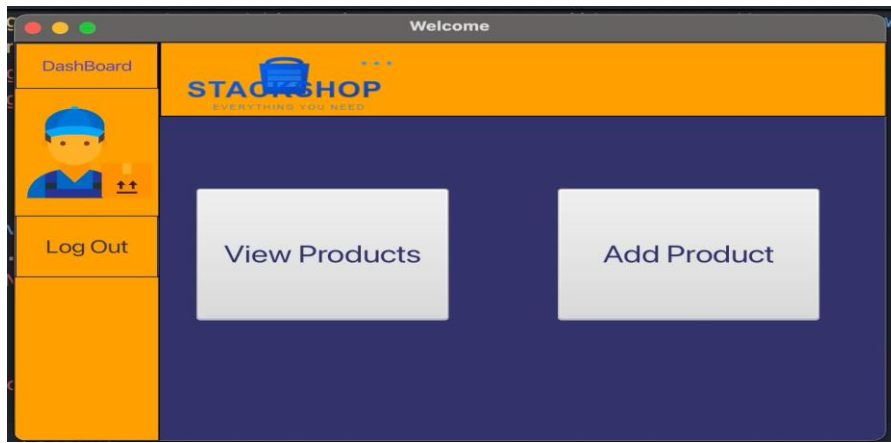 Welcome
DashBoard
STACKSHOP
EVERYTHING YOU NEED
Log Out
View Products
Add Product